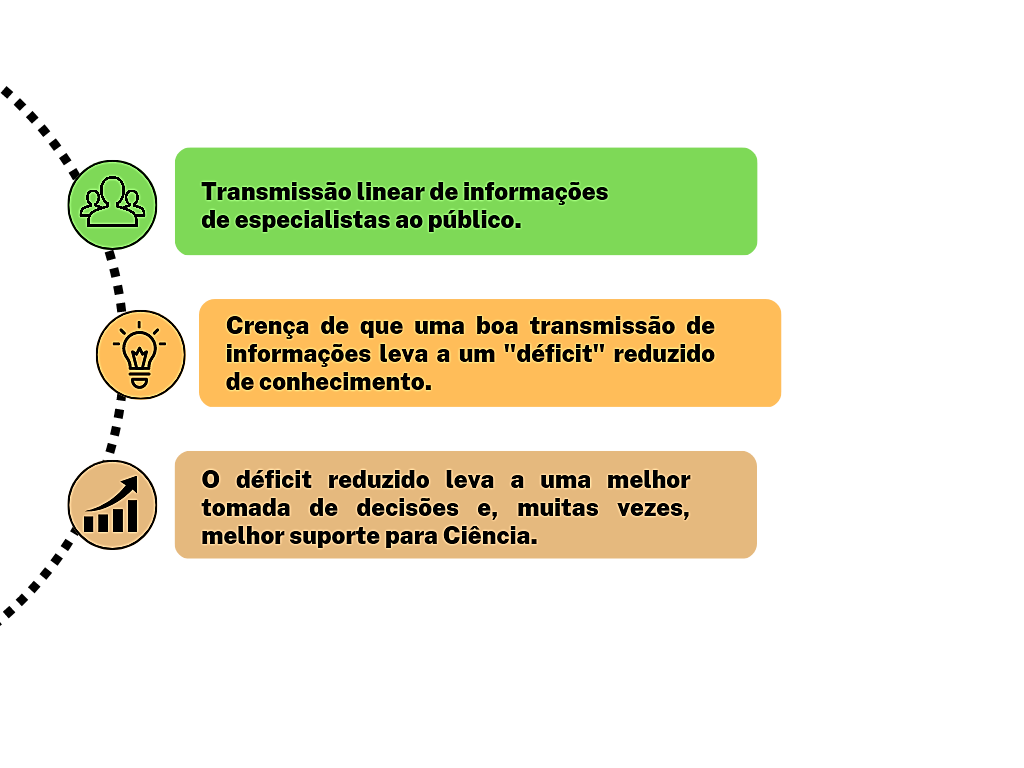 Transmissão linear de informações
de especialistas ao público.
Crença de que uma boa transmissão de
informações leva a um "déficit" reduzido
de conhecimento.
O déficit reduzido leva a uma melhor
tomada de decisões e, muitas vezes,
melhor suporte para Ciência.